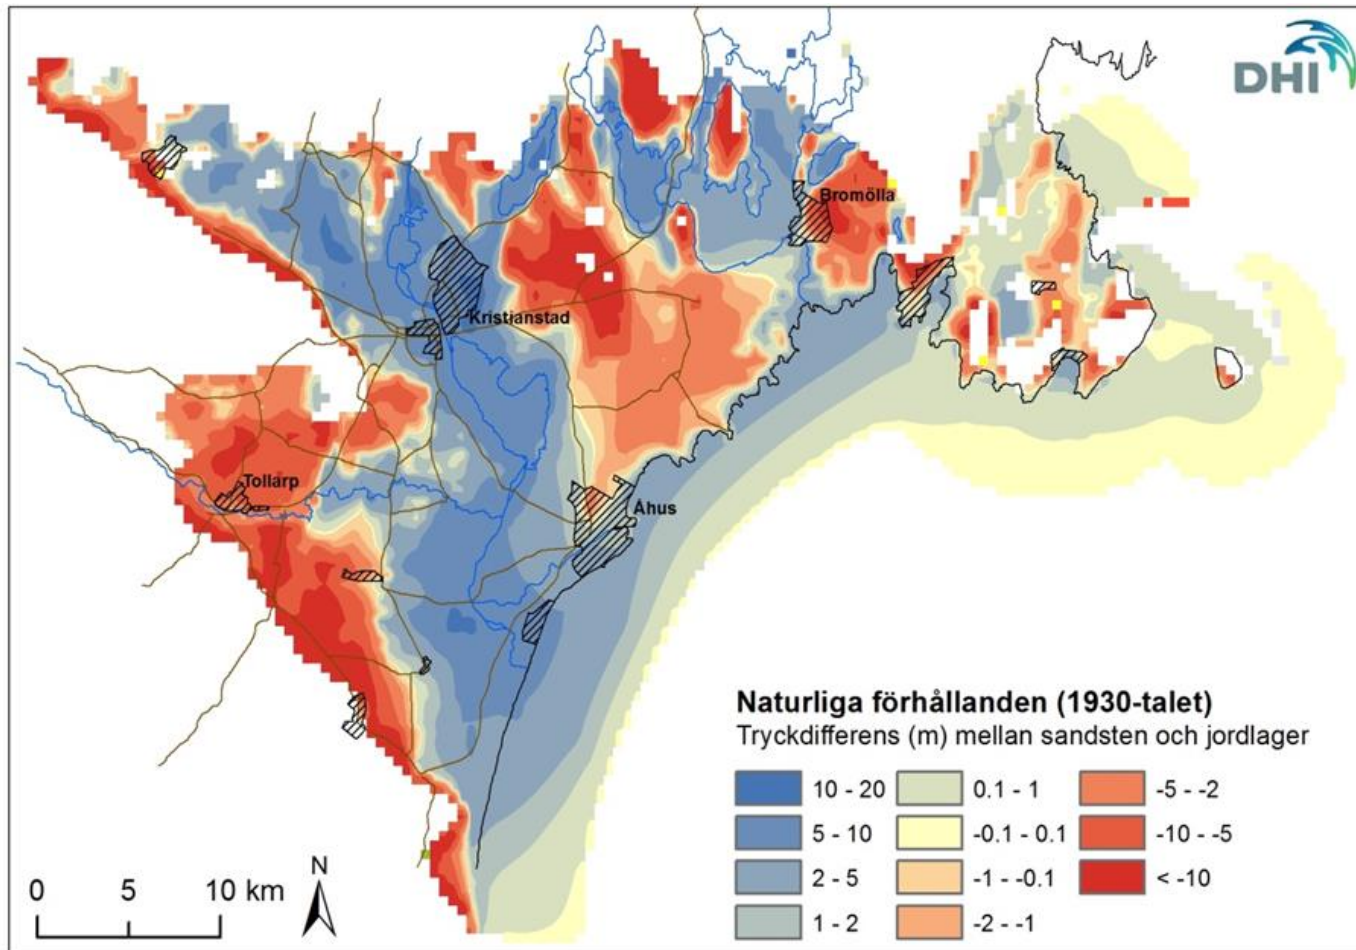 DHI
Bromölla
Kristianstad
Tollarp
Åhus
Naturliga förhållanden (1930-talet)
Tryckdifferens (m) mellan sandsten och jordlager
10 - 20
5 - 10
2 - 5
1 - 2
0.1 - 1
-0.1 - 0.1
-1 - -0.1
-2 - -1
-5 - -2
-10 - -5
< -10
N
0 5 10 km